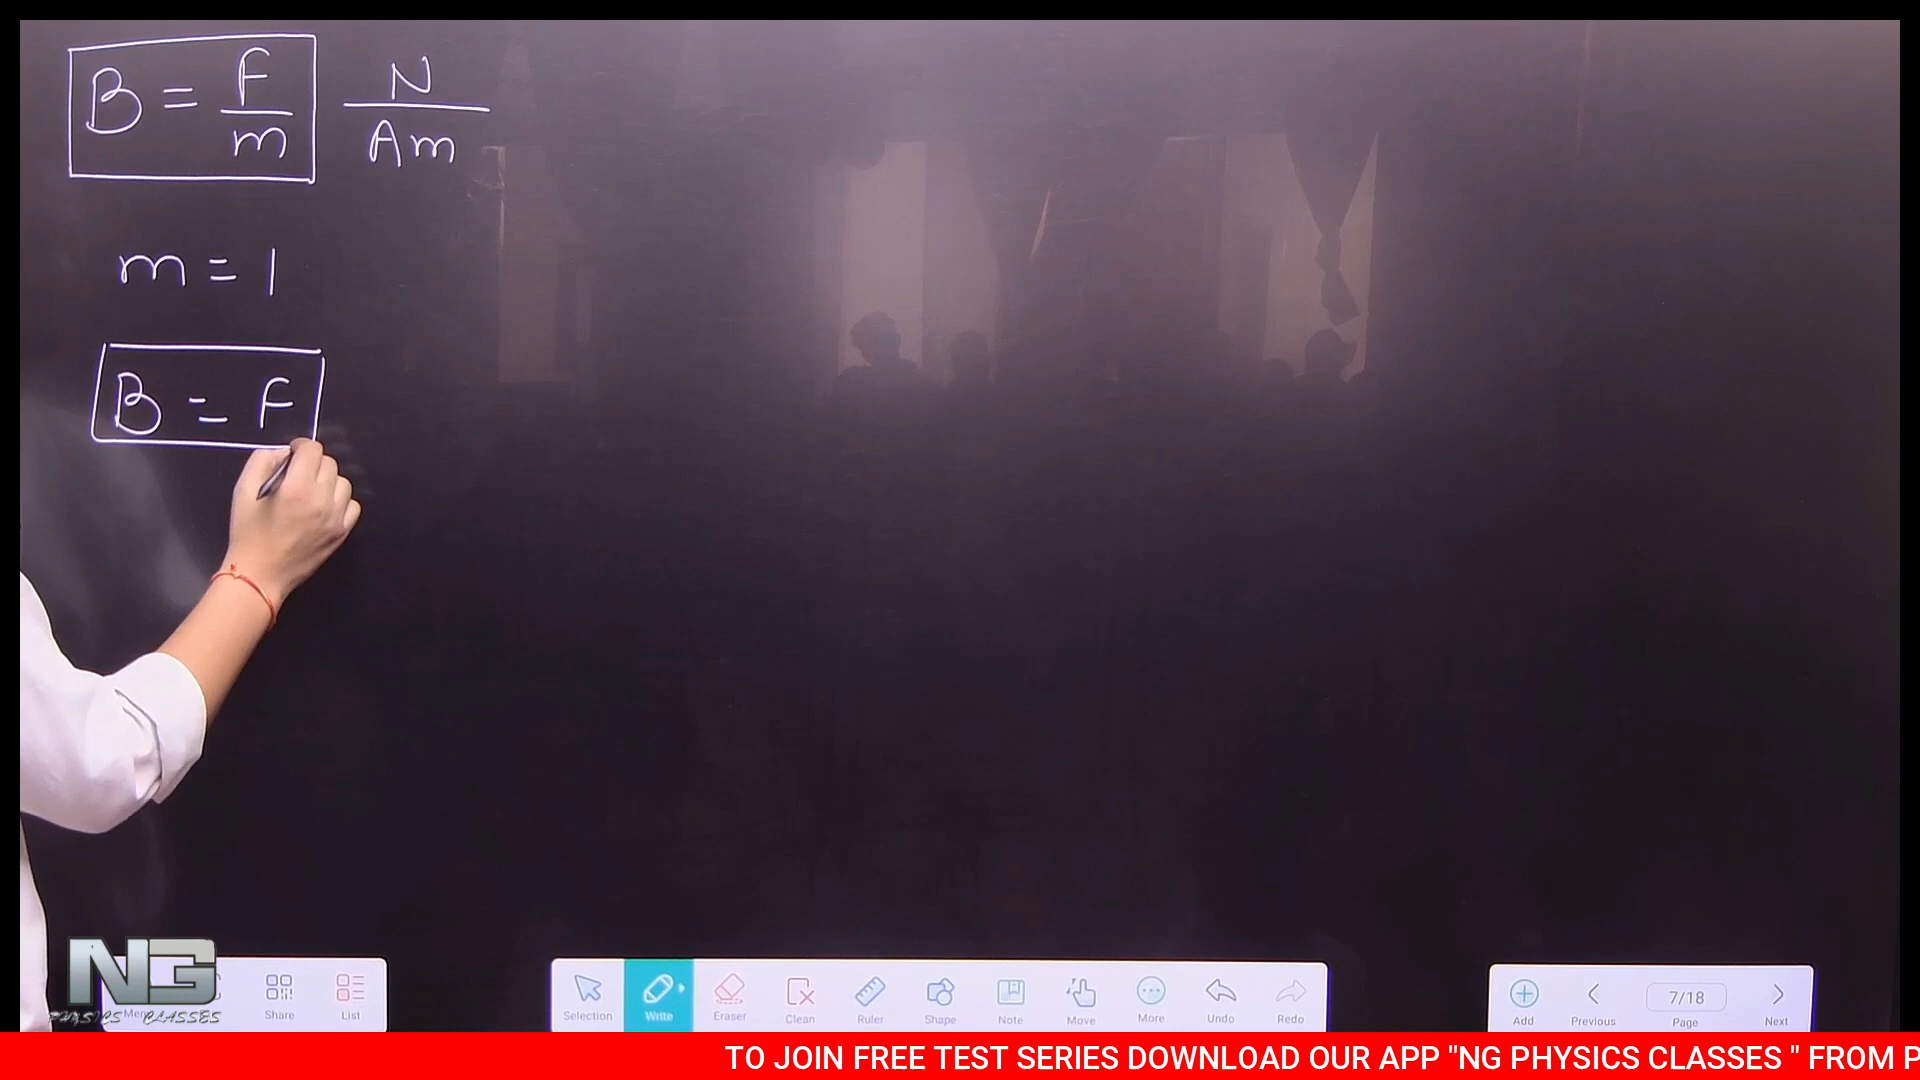 B = F/m N/Am
m = 1
B = F
NG
PHYSICS CLASSES
Share
List
Selection
Write
Eraser
Clean
Ruler
Shape
Note
Move
More
Undo
Redo
Add
Previous
7/18
Page
Next
TO JOIN FREE TEST SERIES DOWNLOAD OUR APP "NG PHYSICS CLASSES " FROM P